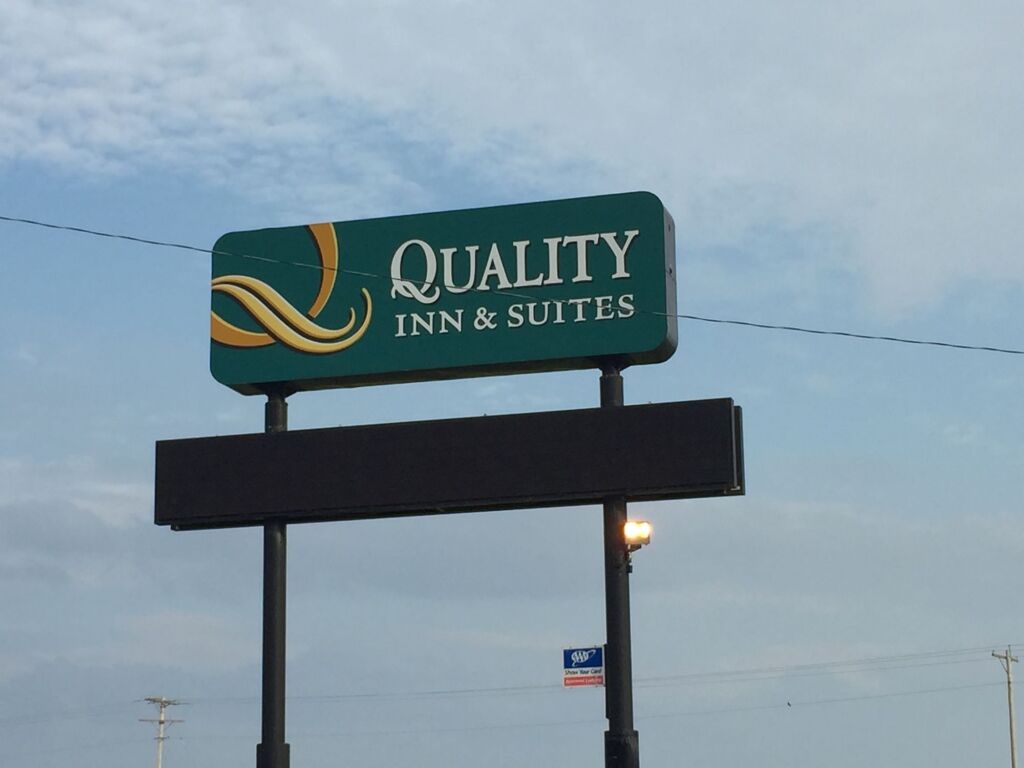 QUALITY
INN & SUITES
AAA
Show Your Card